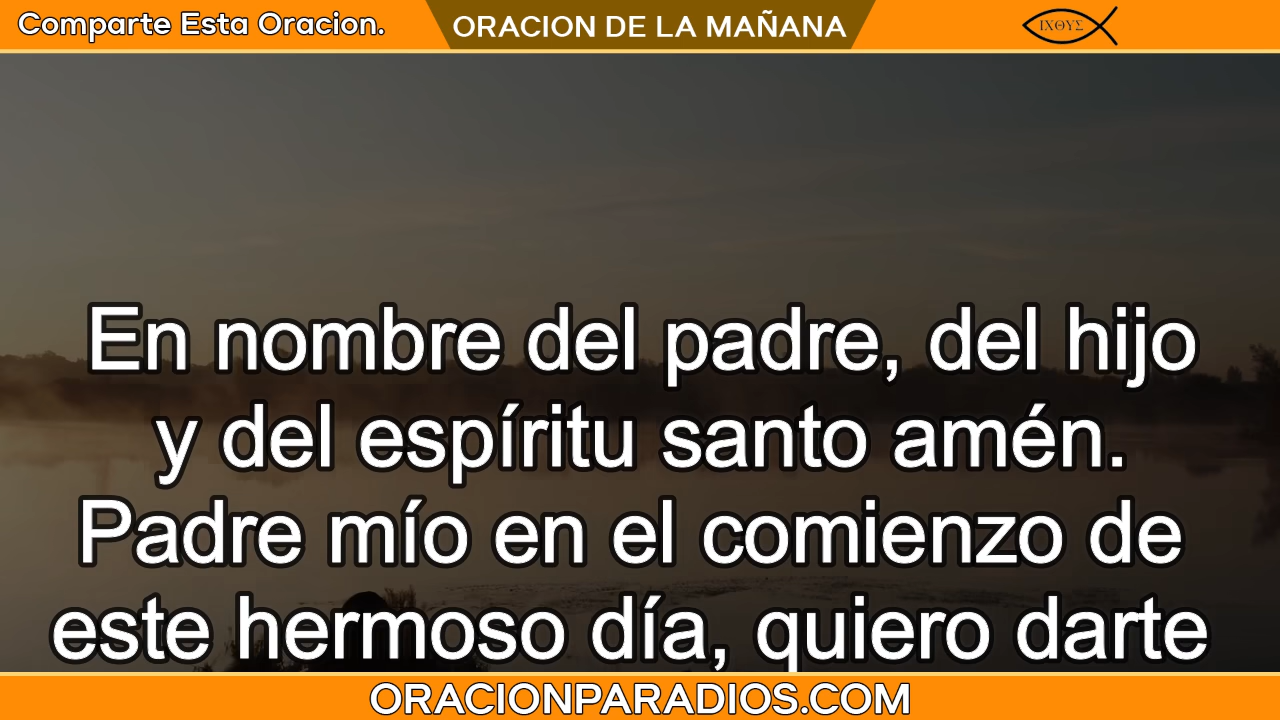 Comparte Esta Oracion.
ORACION DE LA MAÑANA
ΙΧΘΥΣ
En nombre del padre, del hijo
y del espíritu santo amén.
Padre mío en el comienzo de
este hermoso día, quiero darte
ORACIONPARADIOS.COM